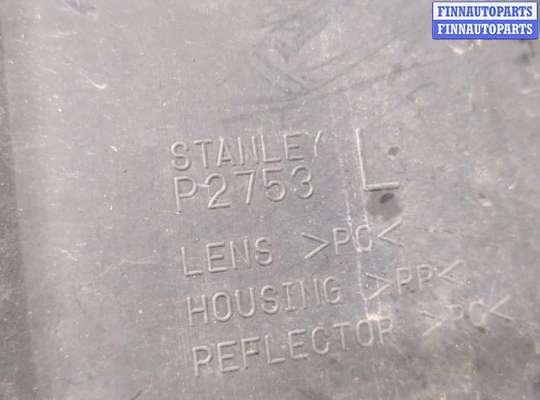 FINNAUTOPARTS
FINNAUTOPARTS
STANLEY
P2753 L
LENS >PC<
HOUSING >PP<
REFLECTOR >PC<